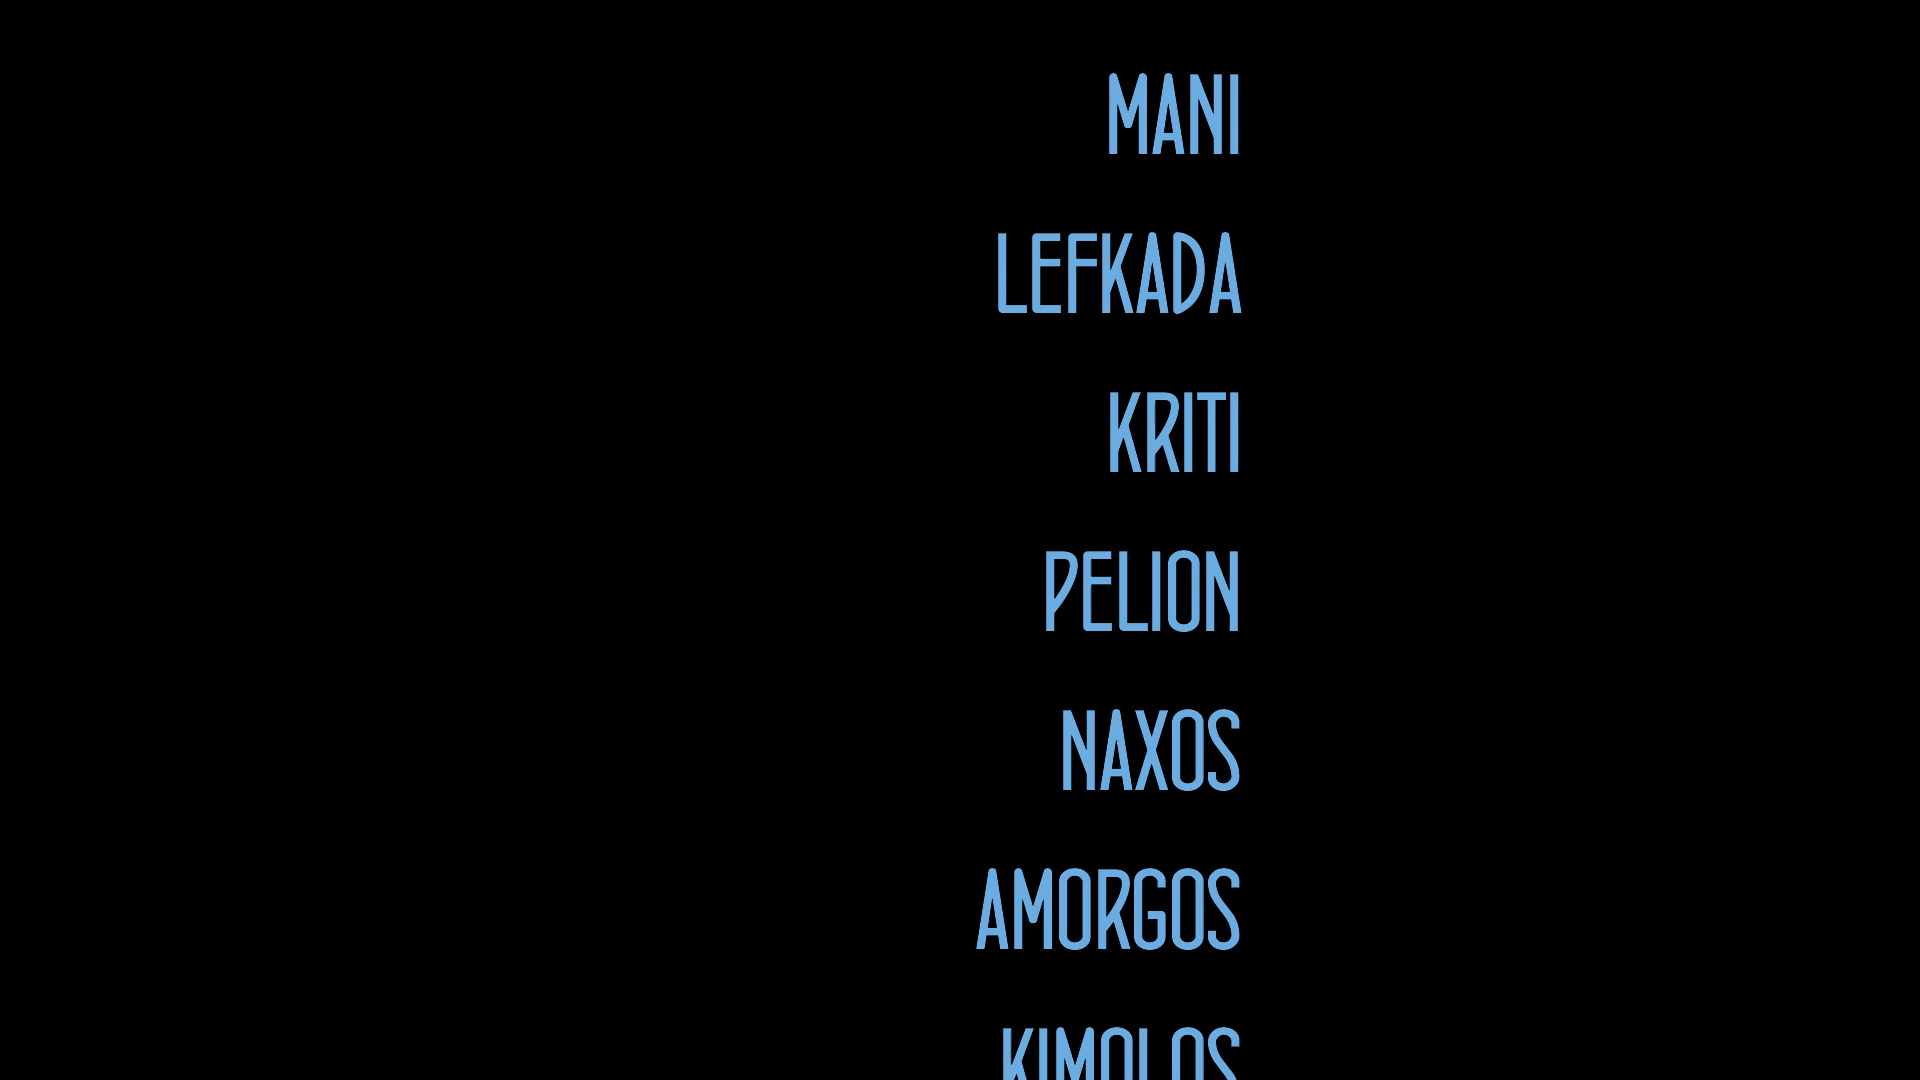 MANI
LEFKADA
KRITI
PELION
NAXOS
AMORGOS
KIMOLOS